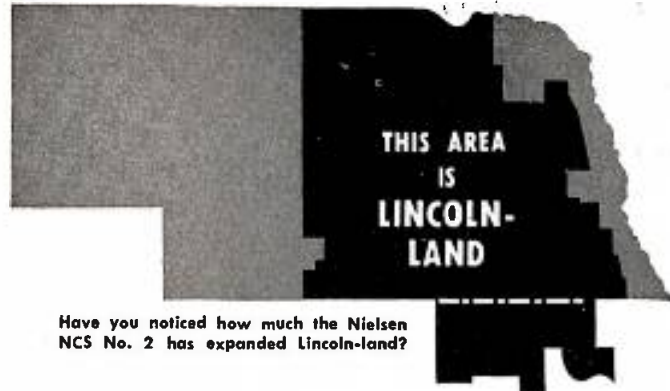 THIS AREA
IS
LINCOLN-
LAND
Have you noticed how much the Nielsen
NCS No. 2 has expanded Lincoln-land?